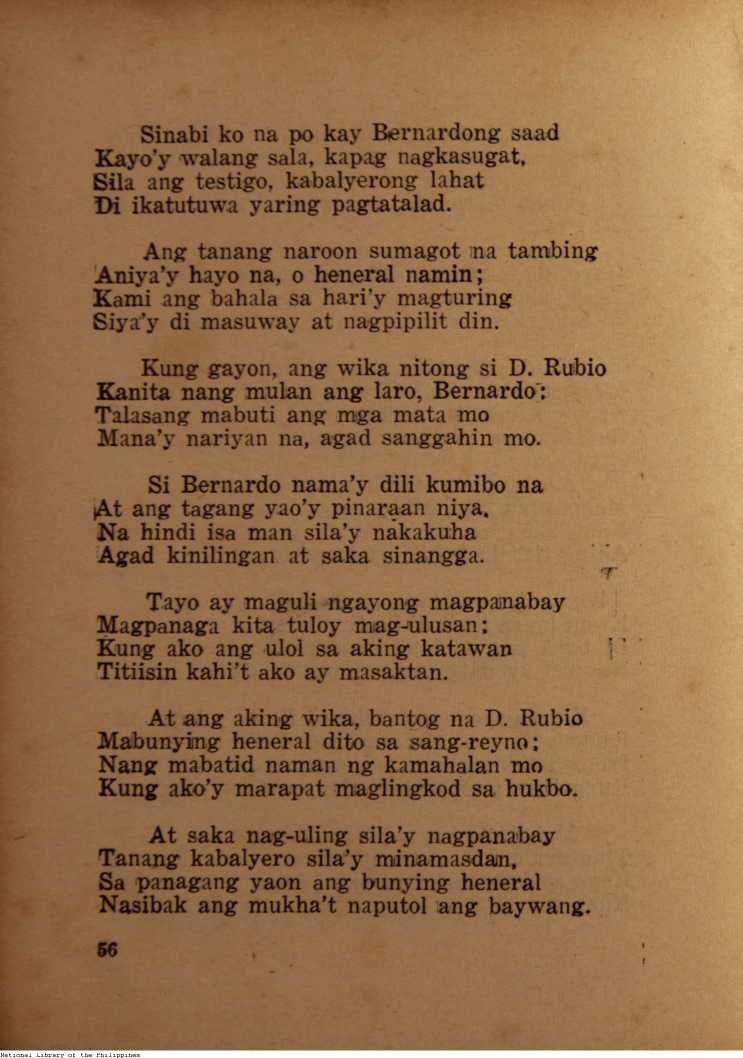 Sinabi ko na po kay Bernardong saad
Kayo'y walang sala, kapag nagkasugat,
Sila ang testigo, kabalyerong lahat
Di ikatutuwa yaring pagtatalad.
Ang tanang naroon sumagot na tambing
Aniya'y hayo na, o heneral namin;
Kami ang bahala sa hari'y magturing
Siya'y di masuway at nagpipilit din.
Kung gayon, ang wika nitong si D. Rubio
Kanita nang mulan ang laro, Bernardo:
Talasang mabuti ang mga mata mo
Mana'y nariyan na, agad sanggahin mo.
Si Bernardo nama'y dili kumibo na
At ang tagang yao'y pinaraan niya.
Na hindi isa man sila'y nakakuha
Agad kinilingan at saka sinangga.
Tayo ay maguli ngayong magpanabay
Magpanaga kita tuloy mag-ulusan;
Kung ako ang ulol sa aking katawan
Titiisin kahi't ako ay masaktan.
At ang aking wika, bantog na D. Rubio
Mabunying heneral dito sa sang-reyno;
Nang mabatid naman ng kamahalan mo
Kung ako'y marapat maglingkod sa hukbo.
At saka nag-uling sila'y nagpanabay
Tanang kabalyero sila'y minamasdan,
Sa panagang yaon ang bunying heneral
Nasibak ang mukha't naputol ang baywang.
56
National Library of the Philippines